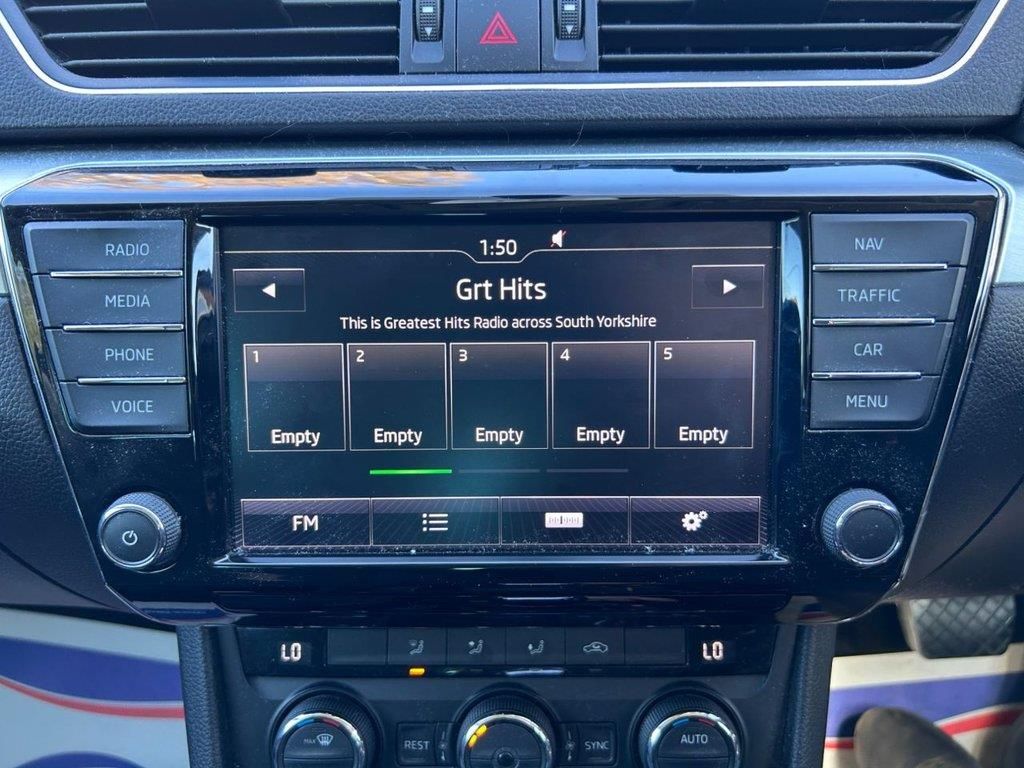 1:50
RADIO
MEDIA
PHONE
VOICE
Grt Hits
This is Greatest Hits Radio across South Yorkshire
1 2 3 4 5
Empty Empty Empty Empty Empty
FM
NAV
TRAFFIC
CAR
MENU
LO LO
MAX REST SYNC AUTO